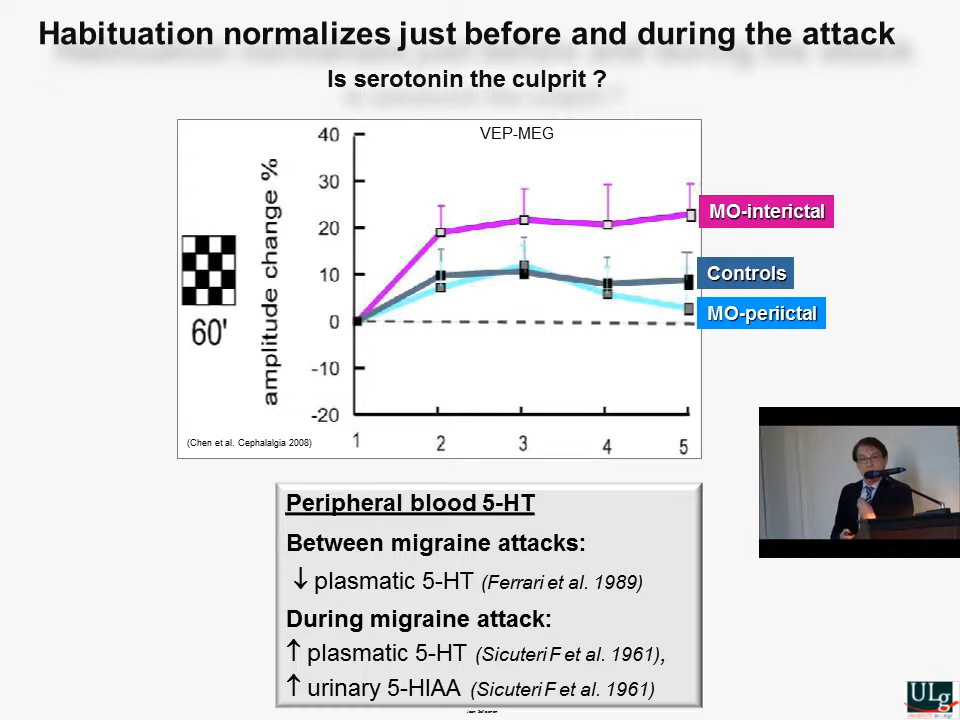 Habituation normalizes just before and during the attack
Is serotonin the culprit ?
VEP-MEG
40
30
20
10
0
-10
-20
amplitude change %
60'
1 2 3 4 5
MO-interictal
Controls
MO-periictal
(Chen et al. Cephalalgia 2008)
Peripheral blood 5-HT
Between migraine attacks:
↓ plasmatic 5-HT (Ferrari et al. 1989)
During migraine attack:
↑ plasmatic 5-HT (Sicuteri F et al. 1961),
↑ urinary 5-HIAA (Sicuteri F et al. 1961)
ULg